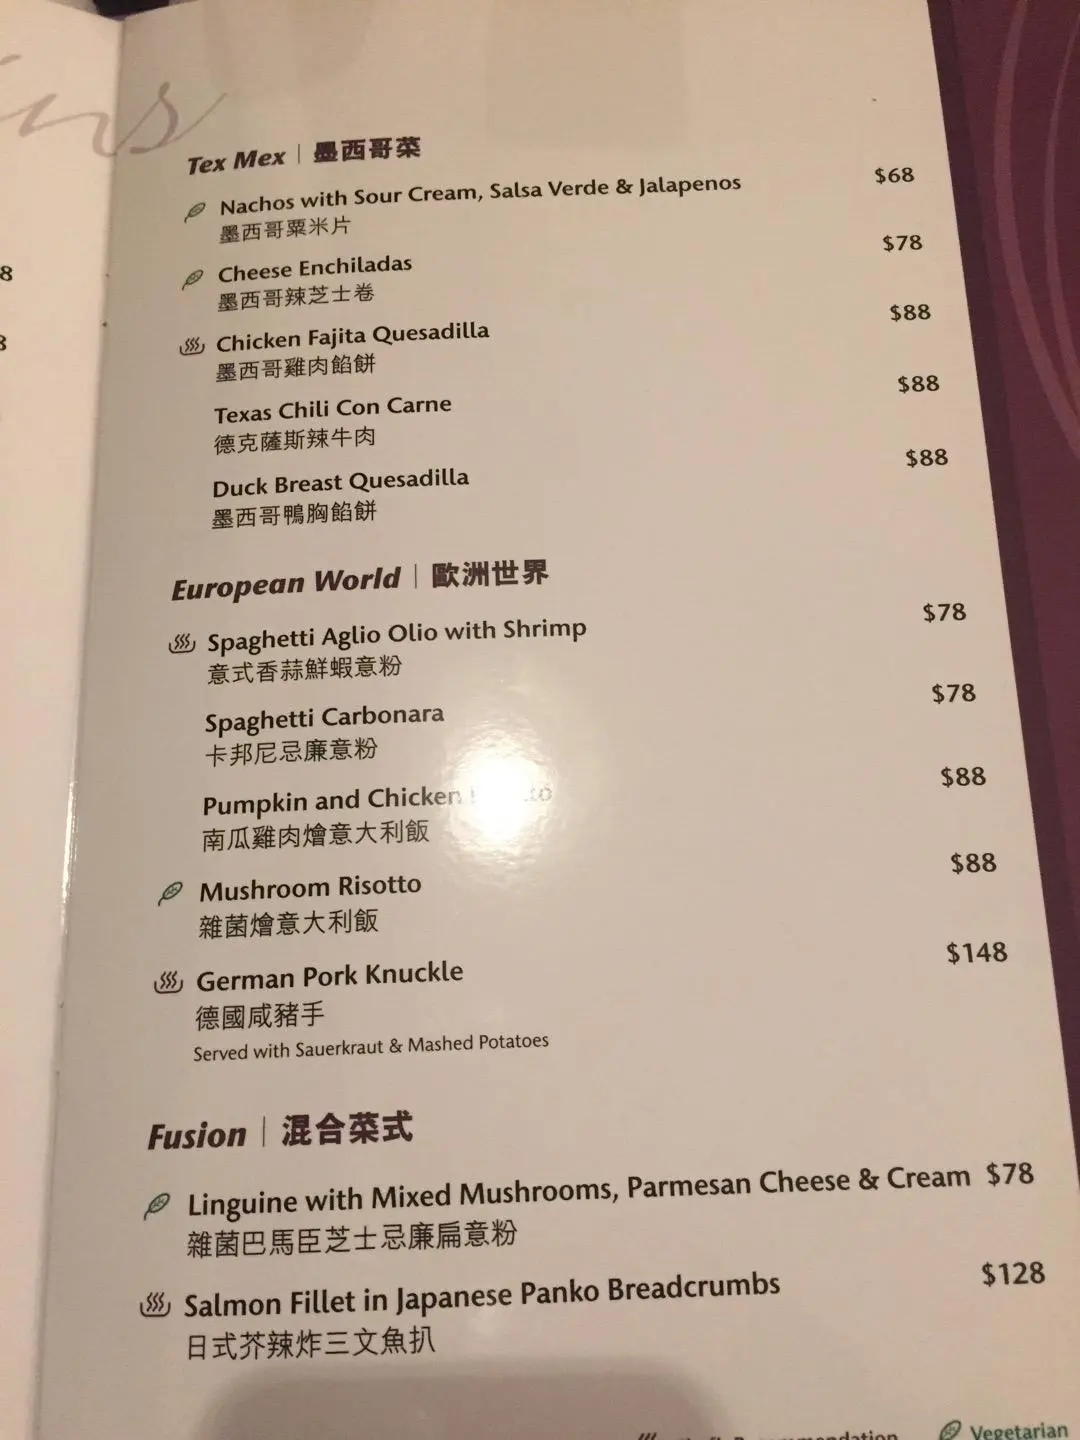 ins
8
8
Tex Mex | 墨西哥菜
Nachos with Sour Cream, Salsa Verde & Jalapenos $68
墨西哥粟米片
Cheese Enchiladas $78
墨西哥辣芝士卷
Chicken Fajita Quesadilla $88
墨西哥雞肉餡餅
Texas Chili Con Carne $88
德克薩斯辣牛肉
Duck Breast Quesadilla $88
墨西哥鴨胸餡餅
European World | 歐洲世界
Spaghetti Aglio Olio with Shrimp $78
意式香蒜鮮蝦意粉
Spaghetti Carbonara $78
卡邦尼忌廉意粉
Pumpkin and Chicken $88
南瓜雞肉燴意大利飯
Mushroom Risotto $88
雜菌燴意大利飯
German Pork Knuckle $148
德國咸豬手
Served with Sauerkraut & Mashed Potatoes
Fusion | 混合菜式
Linguine with Mixed Mushrooms, Parmesan Cheese & Cream $78
雜菌巴馬臣芝士忌廉扁意粉
Salmon Fillet in Japanese Panko Breadcrumbs $128
日式芥辣炸三文魚扒
Vegetarian